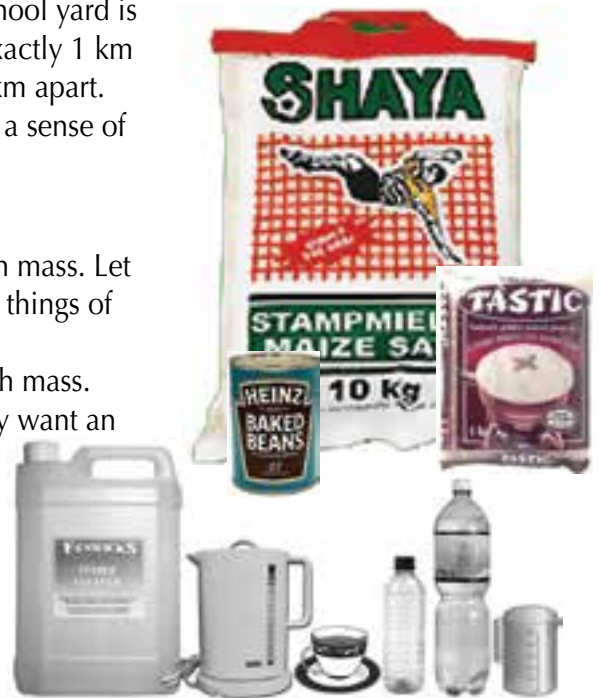 hool yard is
xactly 1 km
km apart.
a sense of
h mass. Let
things of
h mass.
y want an
SHAYA
STAMPMIEL
MAIZE SA
10 kg
TASTIC
TASTIC
HEINZ
BAKED
BEANS